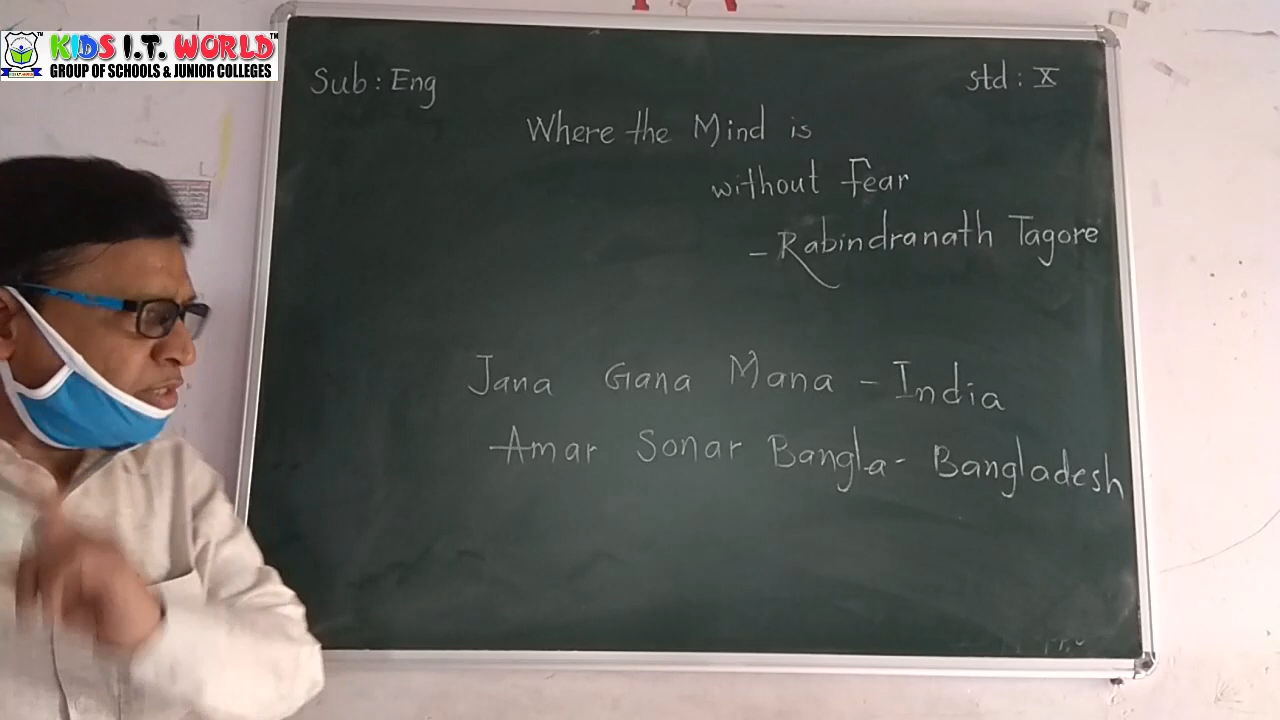 KIDS I.T. WORLD
GROUP OF SCHOOLS & JUNIOR COLLEGES
Sub : Eng
Std : X
Where the Mind is
without Fear
- Rabindranath Tagore
Jana Gana Mana - India
Amar Sonar Bangla - Bangladesh